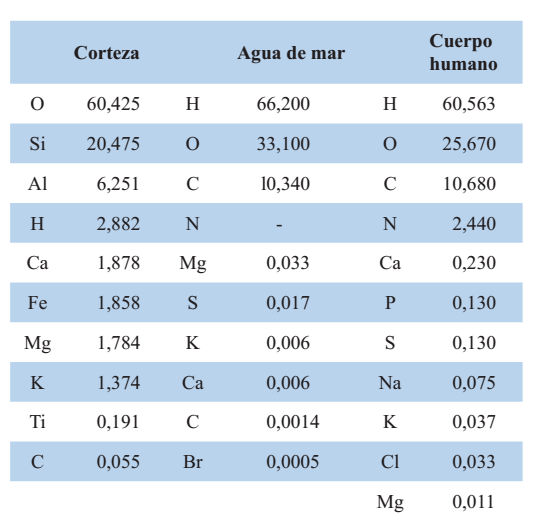 Corteza Agua de mar Cuerpo humano
O 60,425 H 66,200 H 60,563
Si 20,475 O 33,100 O 25,670
Al 6,251 C l0,340 C 10,680
H 2,882 N - N 2,440
Ca 1,878 Mg 0,033 Ca 0,230
Fe 1,858 S 0,017 P 0,130
Mg 1,784 K 0,006 S 0,130
K 1,374 Ca 0,006 Na 0,075
Ti 0,191 C 0,0014 K 0,037
C 0,055 Br 0,0005 Cl 0,033
Mg 0,011